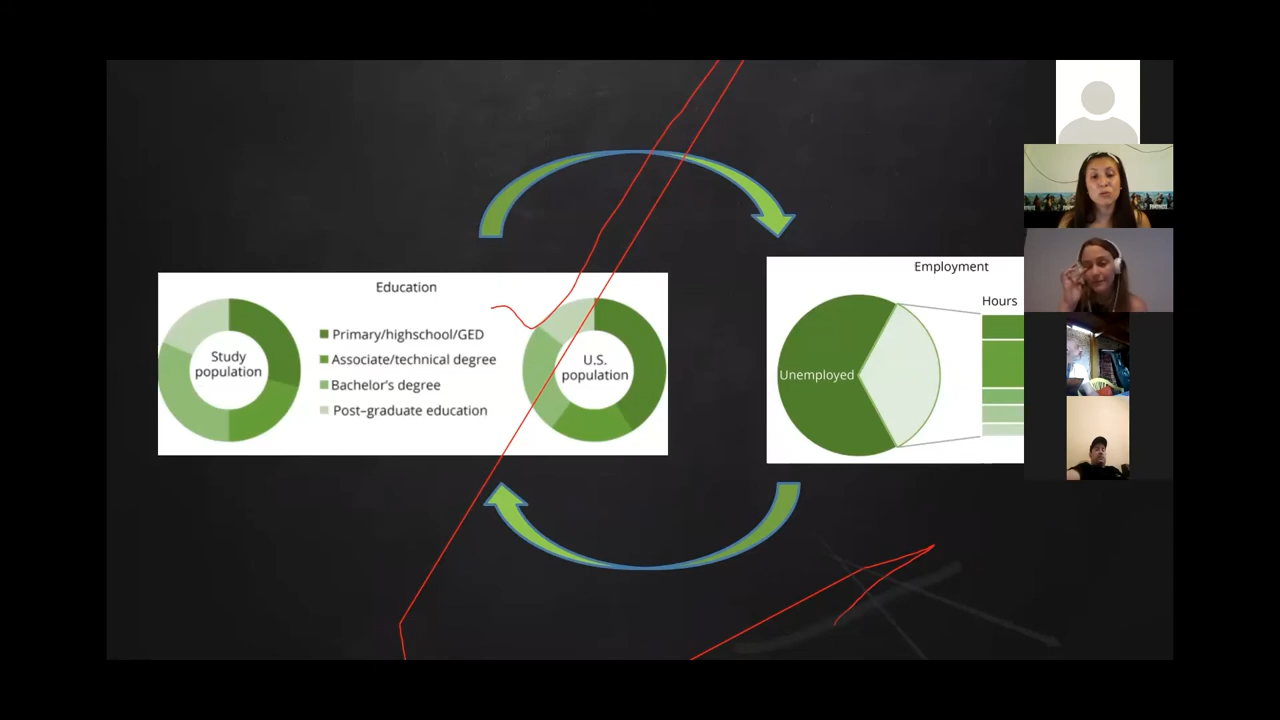 Education
Primary/highschool/GED
Associate/technical degree
Bachelor's degree
Post–graduate education
Study
population
U.S.
population
Employment
Hours
Unemployed